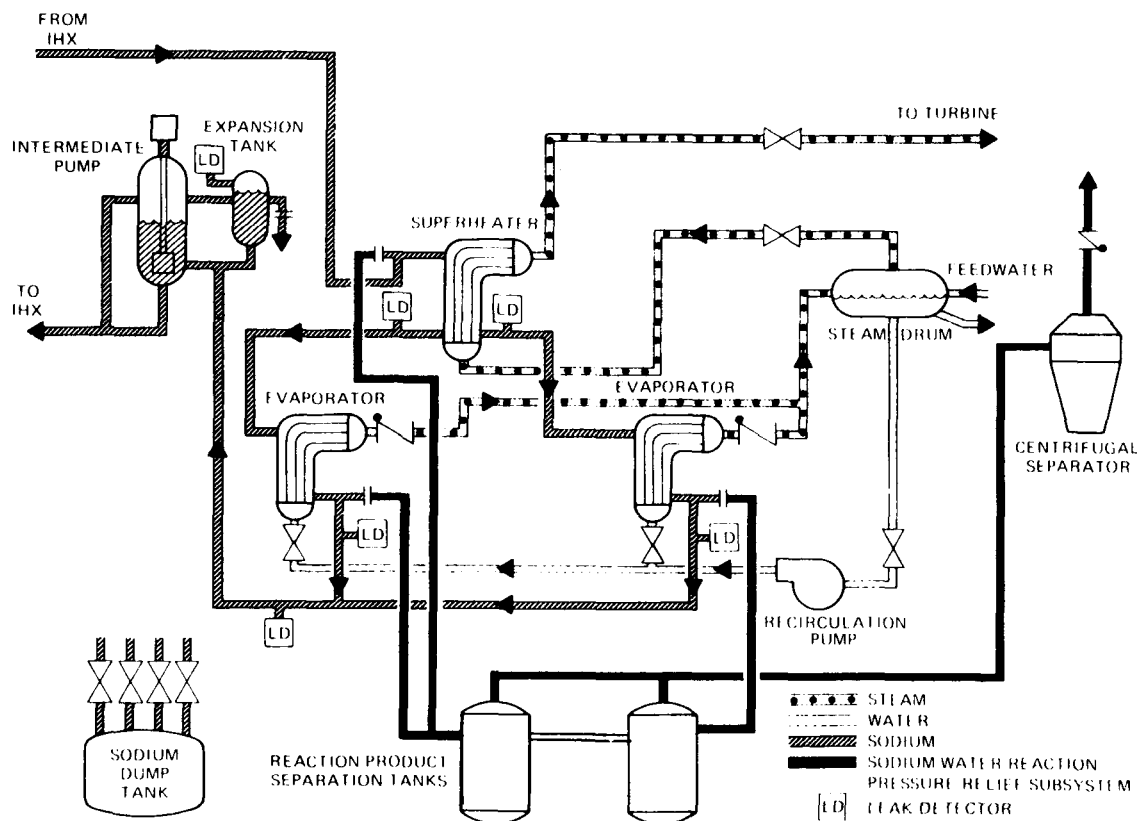 FROM
IHX
INTERMEDIATE
PUMP
EXPANSION
TANK
LD
TO TURBINE
SUPERHEATER
TO
IHX
LD
LD
FEEDWATER
STEAM DRUM
EVAPORATOR
EVAPORATOR
CENTRIFUGAL
SEPARATOR
LD
LD
LD
RECIRCULATION
PUMP
SODIUM
DUMP
TANK
REACTION PRODUCT
SEPARATION TANKS
STEAM
WATER
SODIUM
SODIUM WATER REACTION
PRESSURE RELIEF SUBSYSTEM
LD LEAK DETECTOR